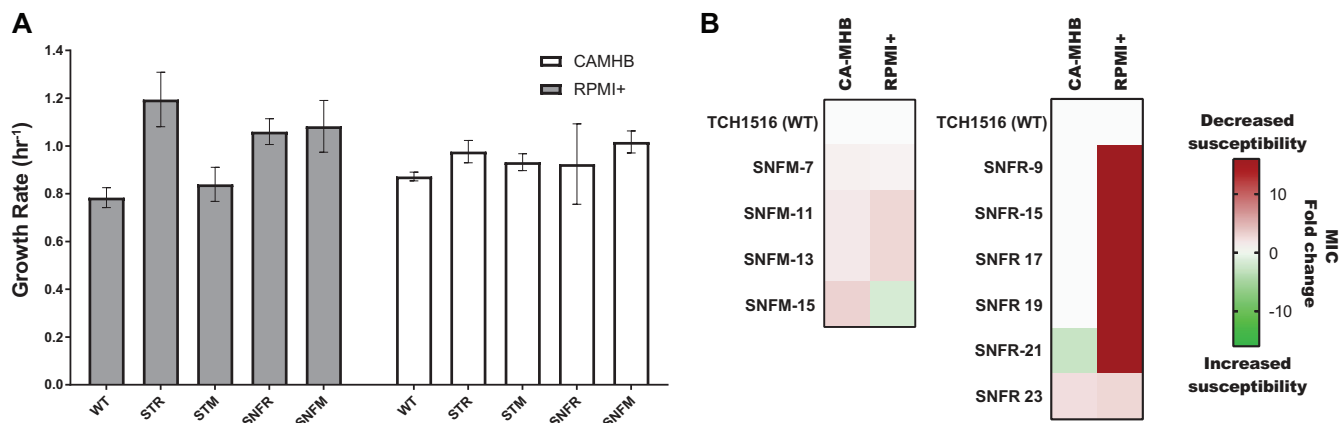 A
Growth Rate (hr-1)
1.4
1.2
1.0
0.8
0.6
0.4
0.2
0.0
CAMHB
RPMI+
WT
STR
STM
SNFR
SNFM
WT
STR
STM
SNFR
SNFM
B
CA-MHB
RPMI+
TCH1516 (WT)
SNFM-7
SNFM-11
SNFM-13
SNFM-15
CA-MHB
RPMI+
TCH1516 (WT)
SNFR-9
SNFR-15
SNFR 17
SNFR 19
SNFR-21
SNFR 23
Decreased
susceptibility
10
0
-10
MIC
Fold change
Increased
susceptibility